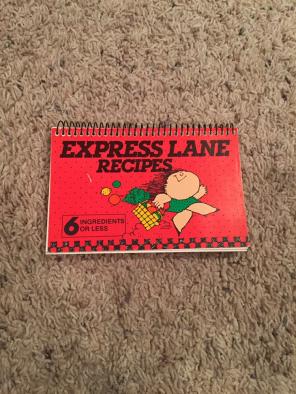 EXPRESS LANE
RECIPES
6 INGREDIENTS
OR LESS